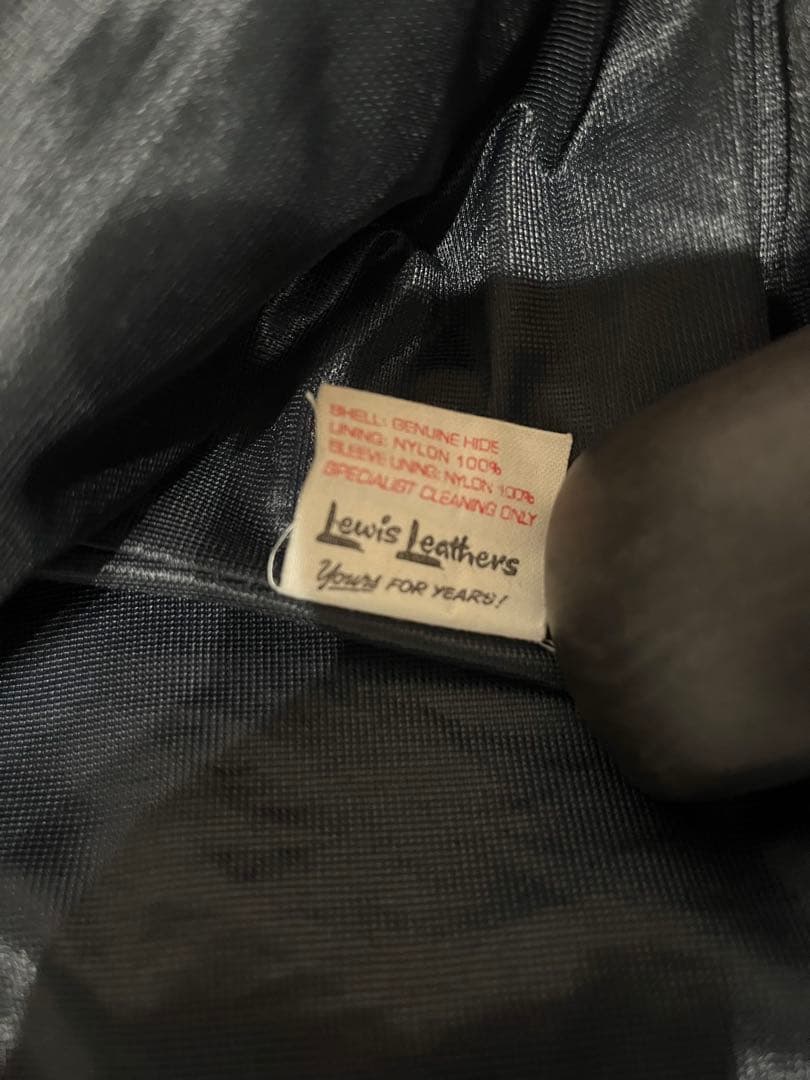 SHELL: GENUINE HIDE
LINING: NYLON 100%
SLEEVE LINING: NYLON 100%
SPECIALIST CLEANING ONLY
Lewis Leathers
Yours FOR YEARS!